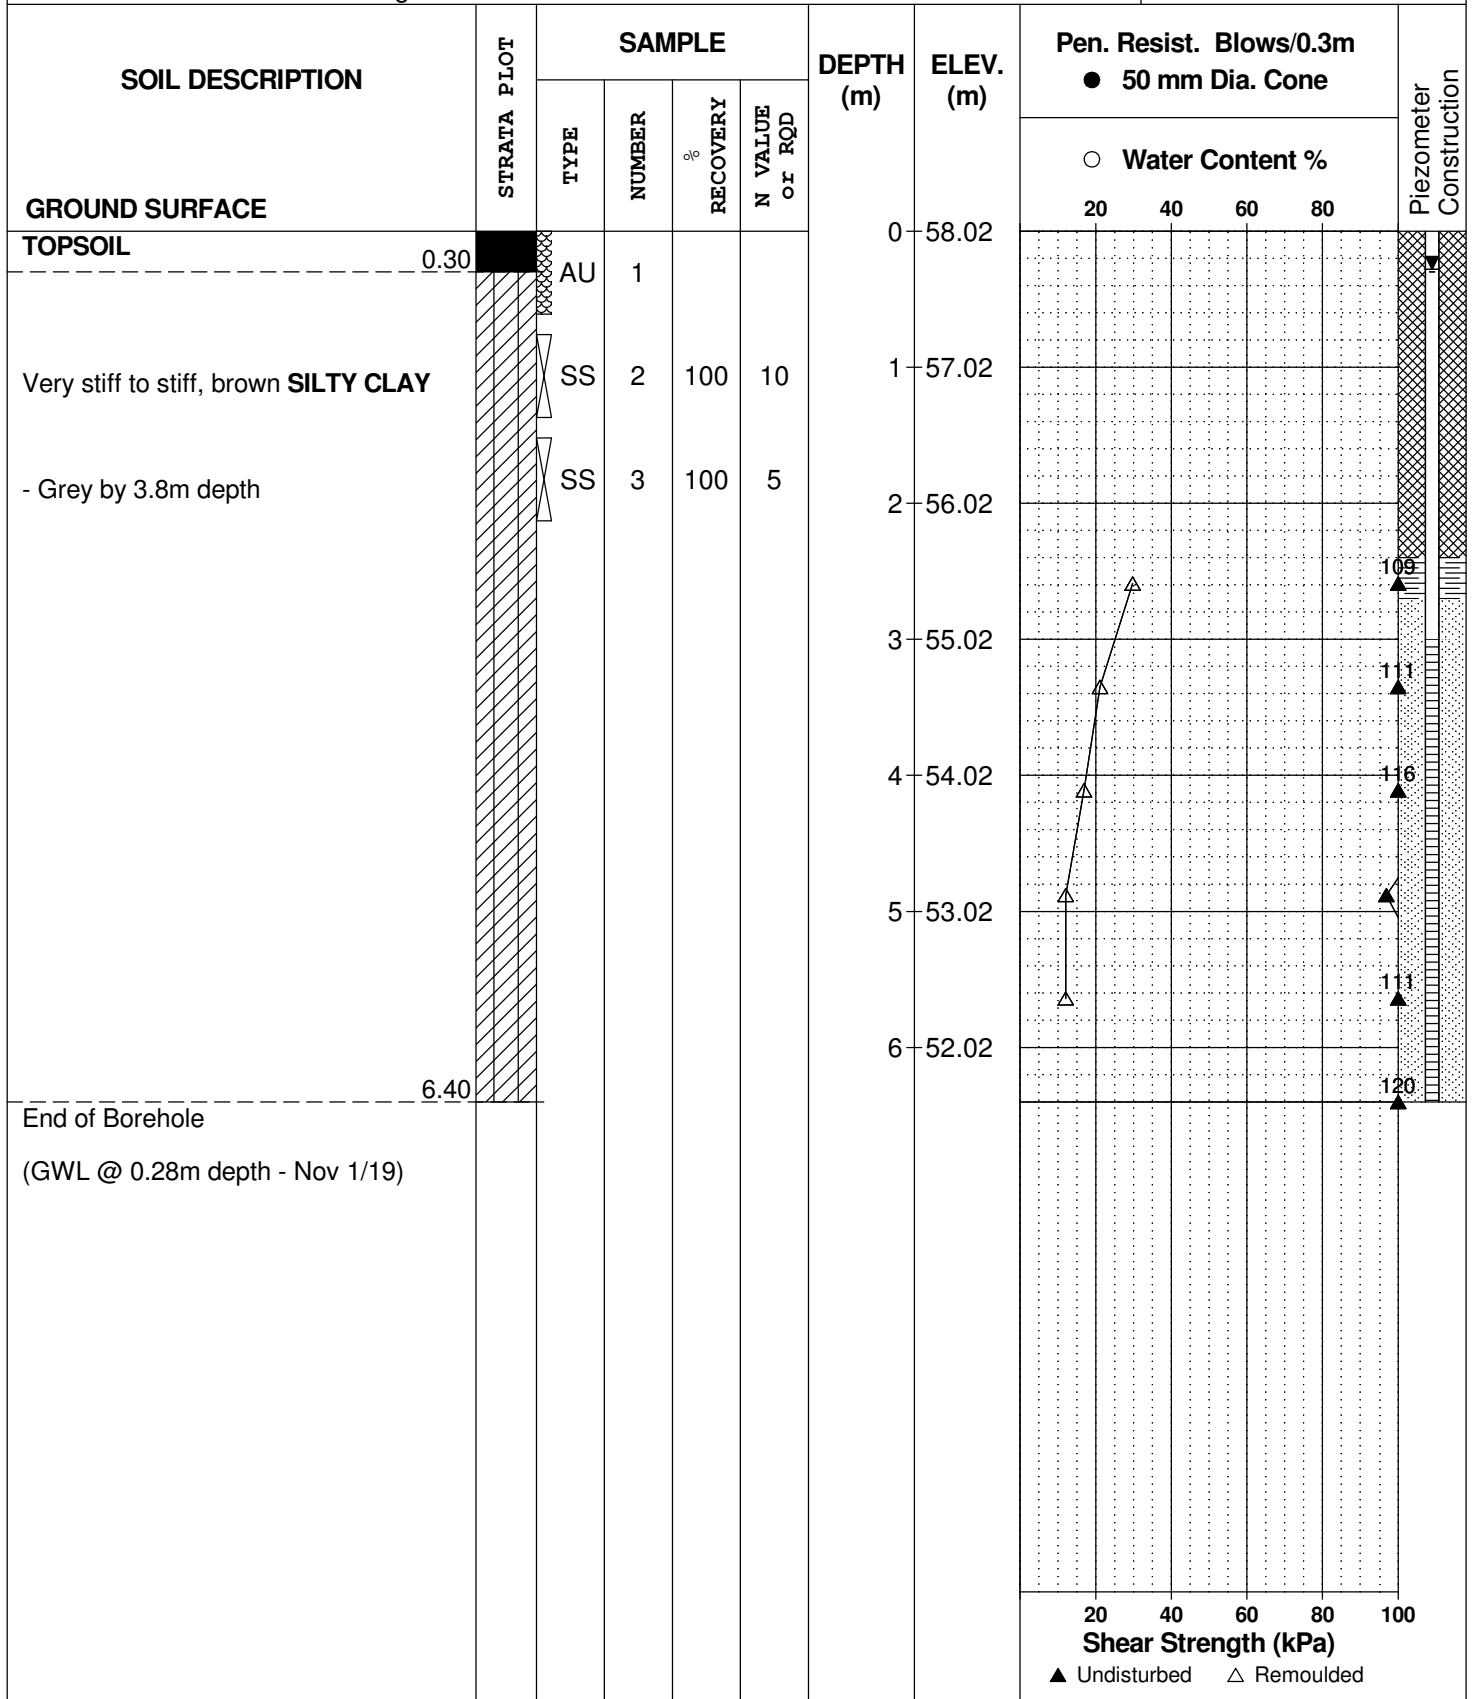 SOIL DESCRIPTION
GROUND SURFACE
STRATA PLOT
SAMPLE
TYPE
NUMBER
% RECOVERY
N VALUE or RQD
DEPTH (m)
ELEV. (m)
Pen. Resist. Blows/0.3m
● 50 mm Dia. Cone
○ Water Content %
20 40 60 80
Piezometer Construction
TOPSOIL
0.30
AU 1
0 58.02
Very stiff to stiff, brown SILTY CLAY
SS 2 100 10
1 57.02
- Grey by 3.8m depth
SS 3 100 5
2 56.02
109
3 55.02
111
4 54.02
116
5 53.02
111
6 52.02
120
6.40
End of Borehole
(GWL @ 0.28m depth - Nov 1/19)
20 40 60 80 100
Shear Strength (kPa)
▲ Undisturbed △ Remoulded